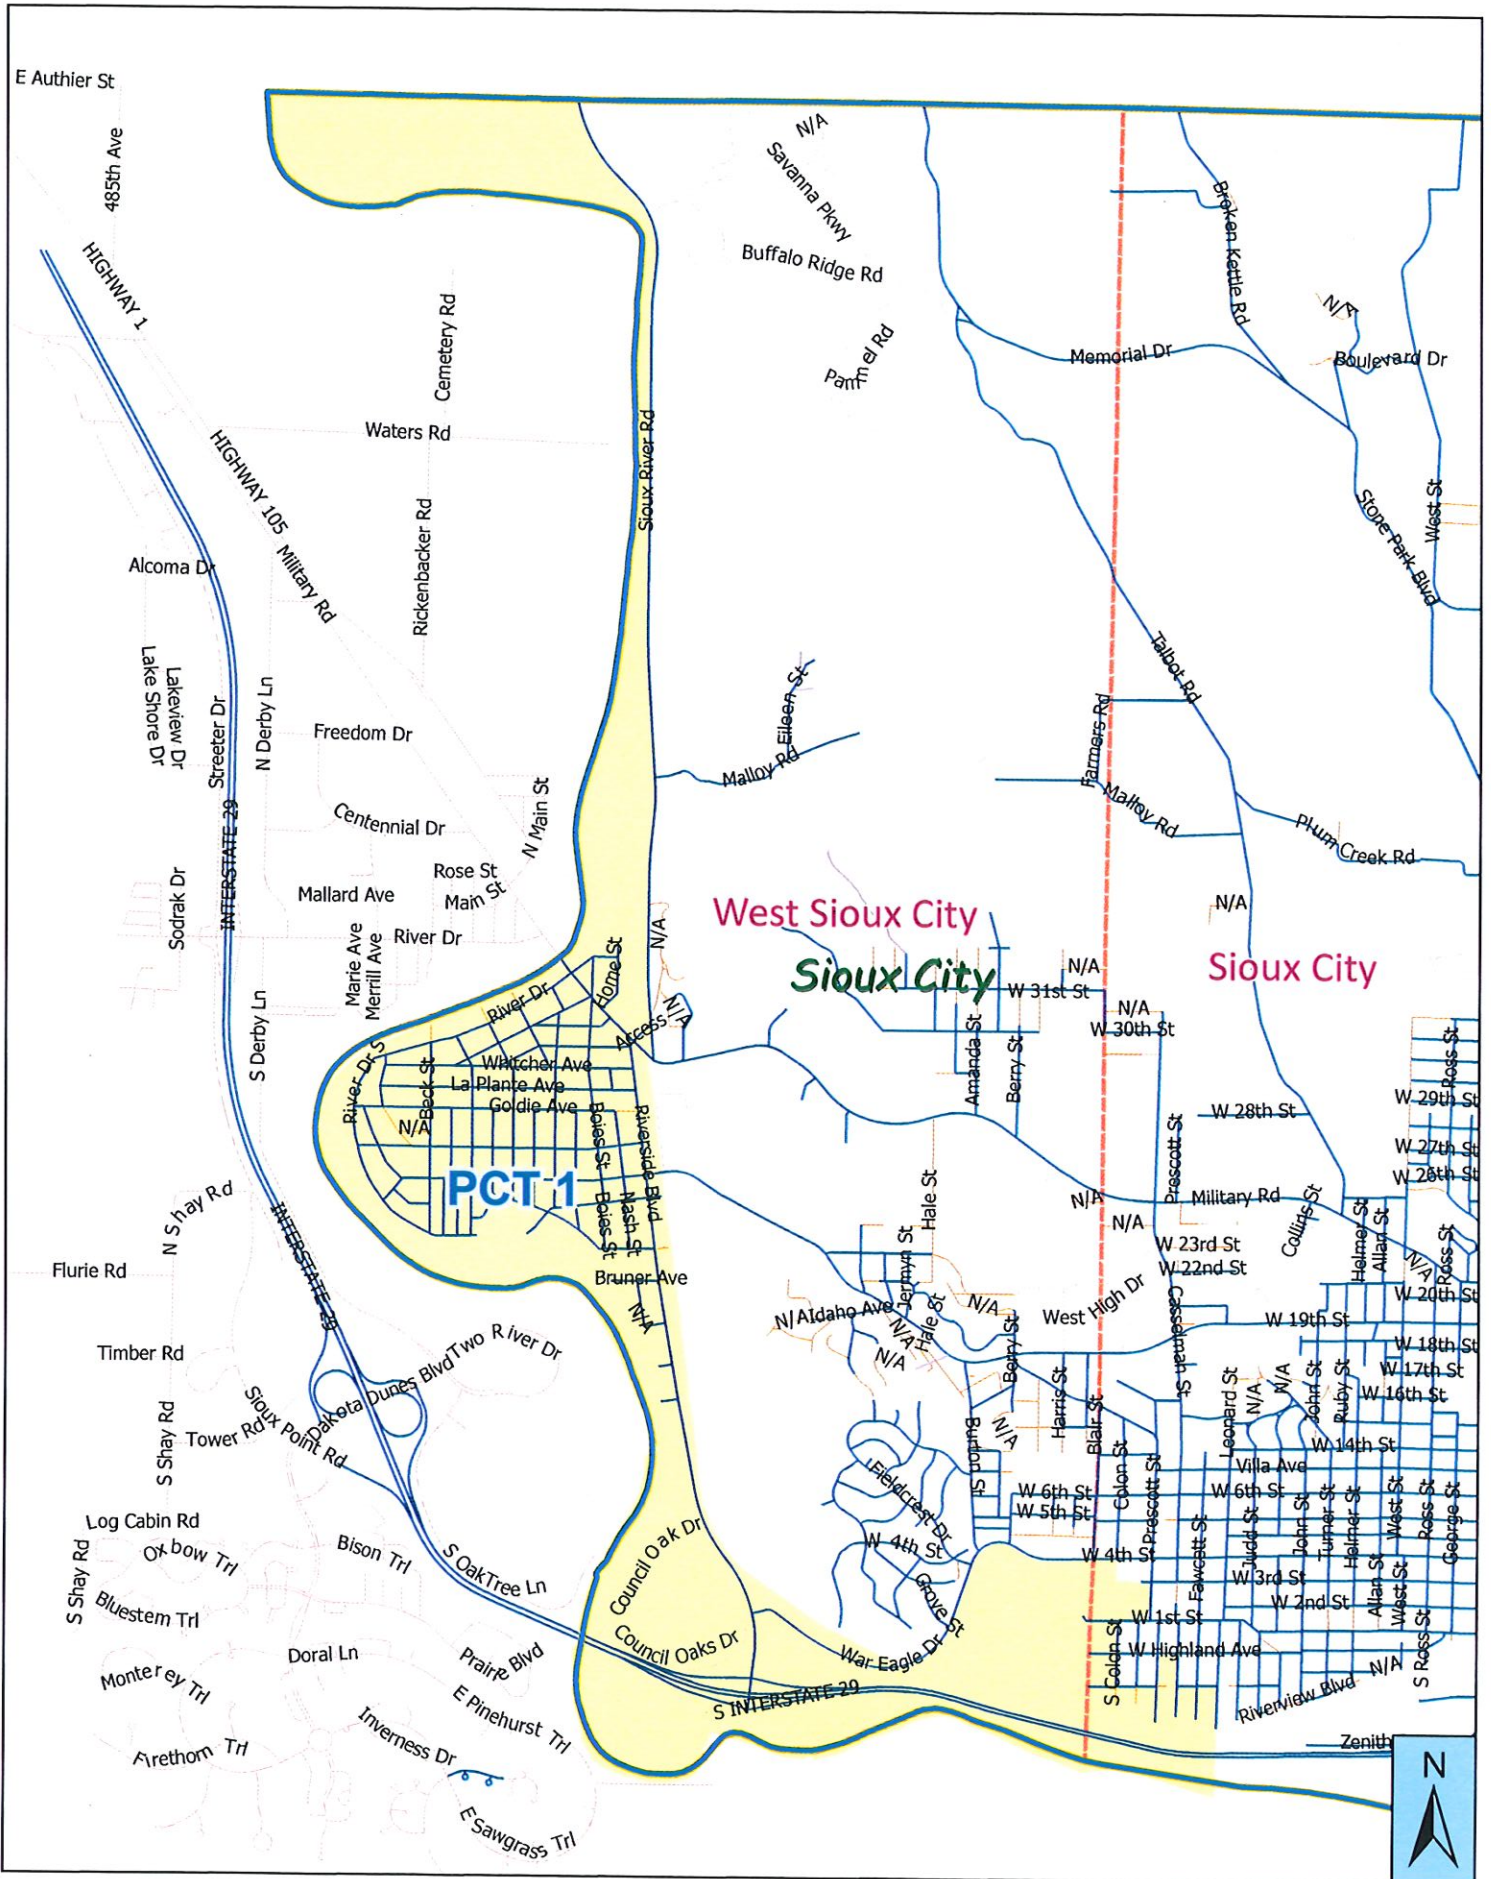 E Authier St
485th Ave
N/A
Savanna Pkwy
Broken Kettle Rd
HIGHWAY 1
Buffalo Ridge Rd
Cemetery Rd
N/A
Pammel Rd
Memorial Dr
Boulevard Dr
Waters Rd
Sioux River Rd
HIGHWAY 105
Rickenbacker Rd
West St
Stone Park Blvd
Alcoma Dr
Military Rd
Talbot Rd
Lake Shore Dr
Lakeview Dr
Streeter Dr
N Derby Ln
Freedom Dr
Eileen St
Malloy Rd
Farmers Rd
Malloy Rd
Plum Creek Rd
INTERSTATE 29
Centennial Dr
N Main St
Rose St
Main St
Mallard Ave
Sodrak Dr
River Dr
Marie Ave
Merrill Ave
West Sioux City
Sioux City
Sioux City
N/A
N/A
N/A
W 31st St
N/A
W 30th St
Home St
River Dr
Access
N/A
S Derby Ln
Amanda St
Berry St
Ross St
River Dr S
Whitcher Ave
La Plante Ave
Goldie Ave
Beck St
N/A
Boies St
Riverside Blvd
W 29th St
W 28th St
W 27th St
W 26th St
Prescott St
PCT 1
Boies St
Nash St
Hale St
N/A
Military Rd
N/A
Collins St
Helmer St
Allan St
Ross St
N/A
N Shay Rd
INTERSTATE 29
Flurie Rd
Bruner Ave
N/A
Jermyn St
W 23rd St
W 22nd St
W 20th St
N/A
Idaho Ave
N/A
Hale St
N/A
N/A
West High Dr
Casselman St
W 19th St
W 18th St
W 17th St
W 16th St
Timber Rd
Two River Dr
Dakota Dunes Blvd
Berry St
Harris St
Blair St
Leonard St
N/A
N/A
John St
Ruby St
S Shay Rd
Tower Rd
Sioux Point Rd
Burton St
N/A
W 14th St
Villa Ave
Fieldcrest Dr
W 6th St
W 5th St
Colon St
Prescott St
W 6th St
Log Cabin Rd
Oxbow Trl
Bison Trl
S OakTree Ln
Council Oak Dr
W 4th St
W 4th St
Fawcett St
Judd St
John St
Turner St
Helmer St
West St
Ross St
George St
S Shay Rd
Bluestem Trl
Grove St
W 3rd St
W 2nd St
Allan St
West St
W 1st St
W Highland Ave
S Colon St
S Ross St
N/A
Doral Ln
Prairie Blvd
Council Oaks Dr
War Eagle Dr
Monterey Trl
E Pinehurst Trl
S INTERSTATE 29
Riverview Blvd
Firethorn Trl
Inverness Dr
Zenith
E Sawgrass Trl
N